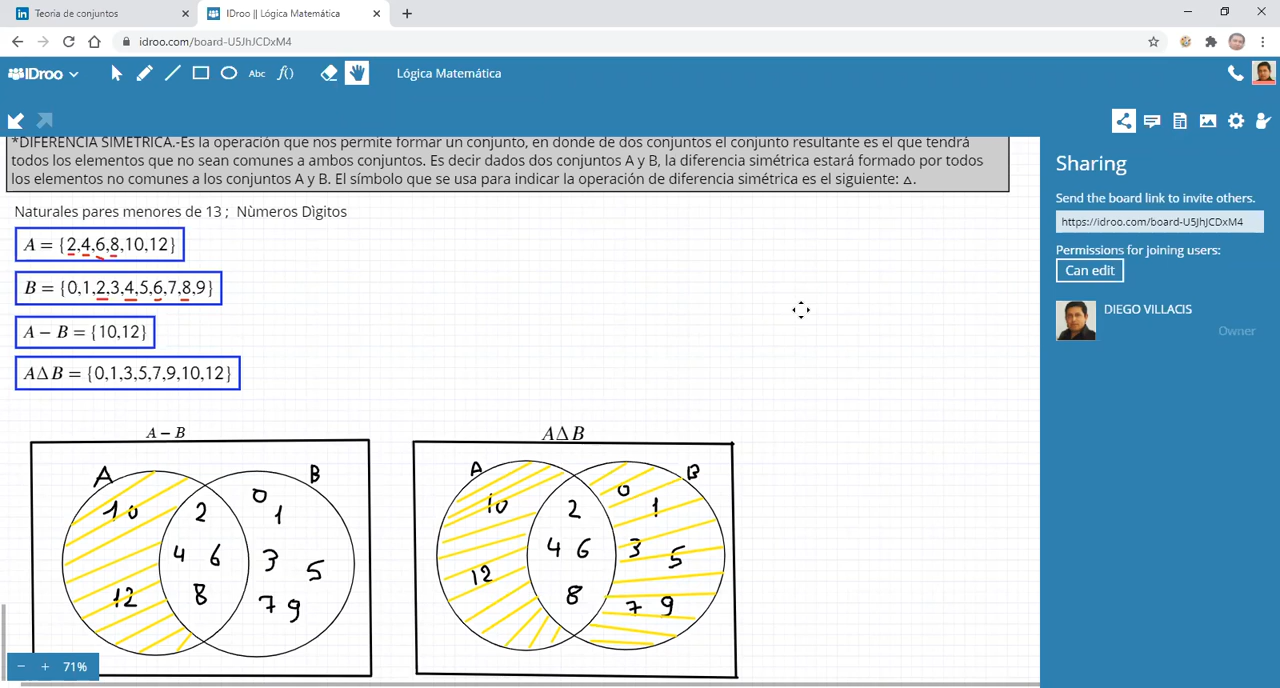 Teoria de conjuntos
IDroo || Lógica Matemática
idroo.com/board-U5JhJCDxM4
IDroo
Abc
f()
Lógica Matemática
*DIFERENCIA SIMETRICA.-Es la operación que nos permite formar un conjunto, en donde de dos conjuntos el conjunto resultante es el que tendrá
todos los elementos que no sean comunes a ambos conjuntos. Es decir dados dos conjuntos A y B, la diferencia simétrica estará formado por todos
los elementos no comunes a los conjuntos A y B. El símbolo que se usa para indicar la operación de diferencia simétrica es el siguiente: △.
Naturales pares menores de 13 ; Nùmeros Dìgitos
A = {2,4,6,8,10,12}
B = {0,1,2,3,4,5,6,7,8,9}
A − B = {10,12}
AΔB = {0,1,3,5,7,9,10,12}
A − B
A
B
10
2
0
1
4
6
3
5
12
8
7
9
AΔB
A
B
10
2
0
1
4
6
3
5
12
8
7
9
71%
Sharing
Send the board link to invite others.
https://idroo.com/board-U5JhJCDxM4
Permissions for joining users:
Can edit
DIEGO VILLACIS
Owner